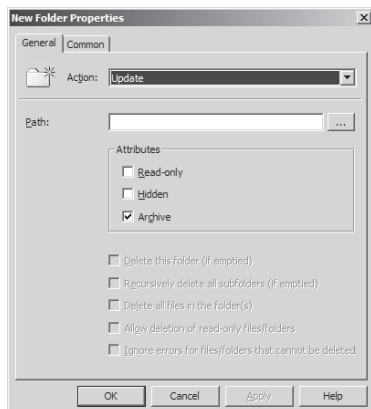 New Folder Properties
General Common
Action: Update
Path: ...
Attributes
Read-only
Hidden
Archive
Delete this folder (if emptied)
Recursively delete all subfolders (if emptied)
Delete all files in the folder(s)
Allow deletion of read-only files/folders
Ignore errors for files/folders that cannot be deleted
OK Cancel Apply Help